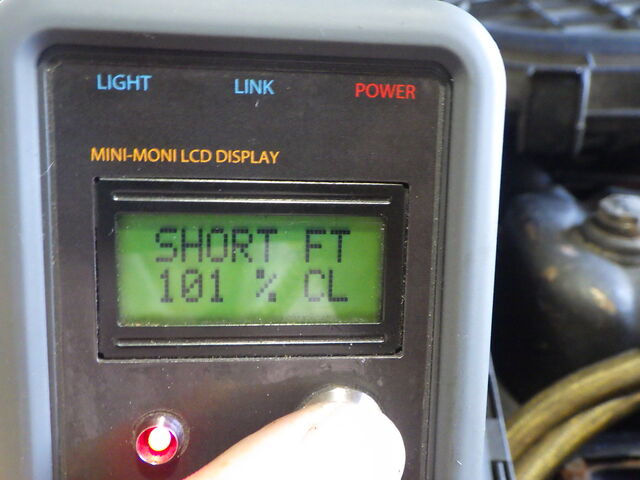 LIGHT LINK POWER
MINI-MONI LCD DISPLAY
SHORT FT
101 % CL